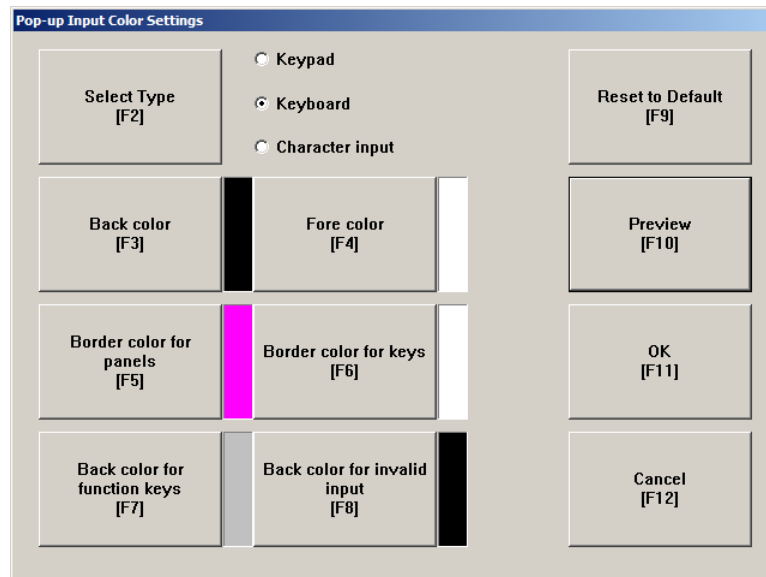 Pop-up Input Color Settings
Select Type
[F2]
Keypad
Keyboard
Character input
Reset to Default
[F9]
Back color
[F3]
Fore color
[F4]
Preview
[F10]
Border color for
panels
[F5]
Border color for keys
[F6]
OK
[F11]
Back color for
function keys
[F7]
Back color for invalid
input
[F8]
Cancel
[F12]